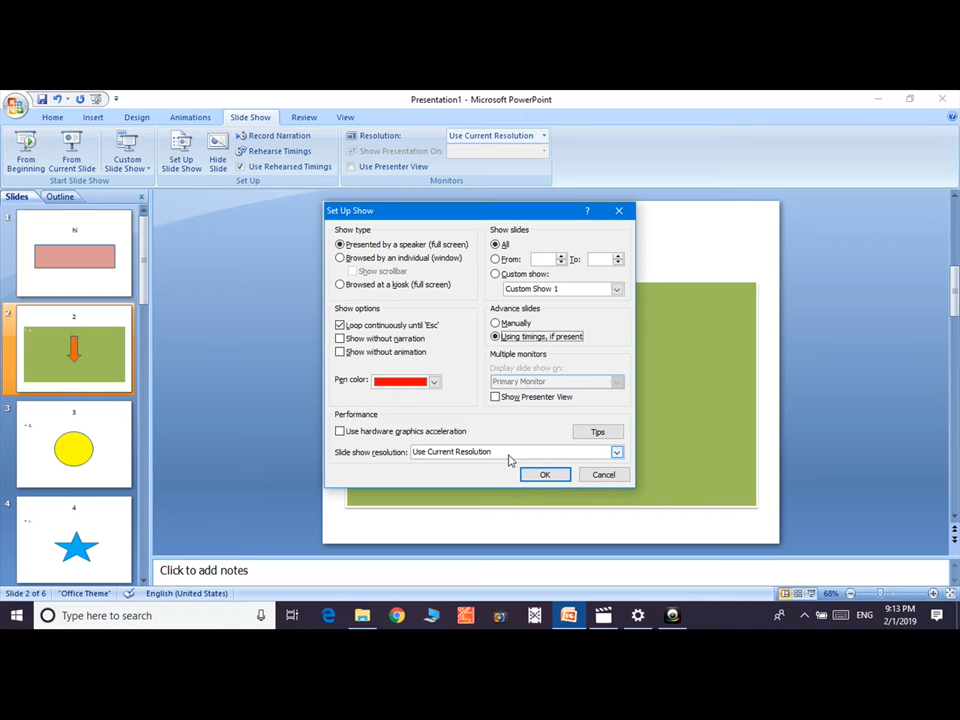 Presentation1 - Microsoft PowerPoint
Home Insert Design Animations Slide Show Review View
From Beginning
From Current Slide
Custom Slide Show
Start Slide Show
Set Up Slide Show
Hide Slide
Record Narration
Rehearse Timings
Use Rehearsed Timings
Set Up
Resolution: Use Current Resolution
Show Presentation On:
Use Presenter View
Monitors
Slides Outline
1
hi
2
2
3
3
4
4
Set Up Show
?
Show type
Presented by a speaker (full screen)
Browsed by an individual (window)
Show scrollbar
Browsed at a kiosk (full screen)
Show options
Loop continuously until 'Esc'
Show without narration
Show without animation
Pen color:
Show slides
All
From: To:
Custom show:
Custom Show 1
Advance slides
Manually
Using timings, if present
Multiple monitors
Display slide show on:
Primary Monitor
Show Presenter View
Performance
Use hardware graphics acceleration
Tips
Slide show resolution: Use Current Resolution
OK Cancel
Click to add notes
Slide 2 of 6 "Office Theme" English (United States) 68%
Type here to search
ENG
9:13 PM
2/1/2019